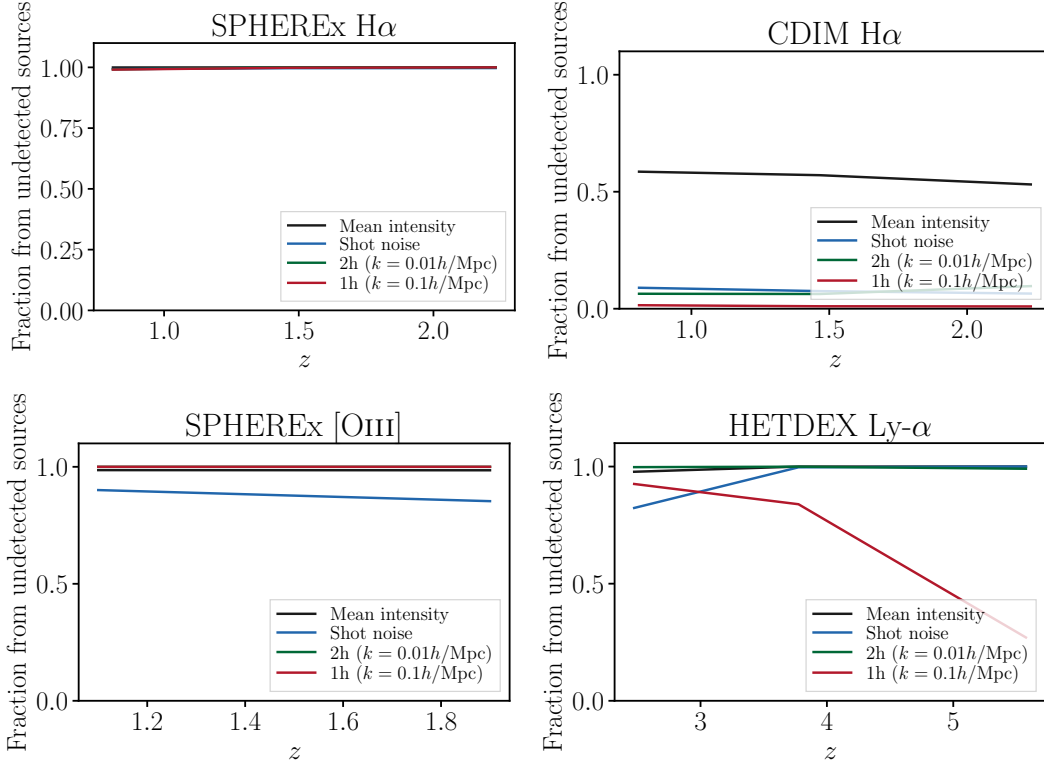 SPHEREx Hα
Fraction from undetected sources
1.00
0.75
0.50
0.25
0.00
Mean intensity
Shot noise
2h (k = 0.01h/Mpc)
1h (k = 0.1h/Mpc)
1.0 1.5 2.0
z
CDIM Hα
Fraction from undetected sources
1.0
0.5
0.0
Mean intensity
Shot noise
2h (k = 0.01h/Mpc)
1h (k = 0.1h/Mpc)
1.0 1.5 2.0
z
SPHEREx [OIII]
Fraction from undetected sources
1.0
0.5
0.0
Mean intensity
Shot noise
2h (k = 0.01h/Mpc)
1h (k = 0.1h/Mpc)
1.2 1.4 1.6 1.8
z
HETDEX Ly-α
Fraction from undetected sources
1.0
0.5
0.0
Mean intensity
Shot noise
2h (k = 0.01h/Mpc)
1h (k = 0.1h/Mpc)
3 4 5
z